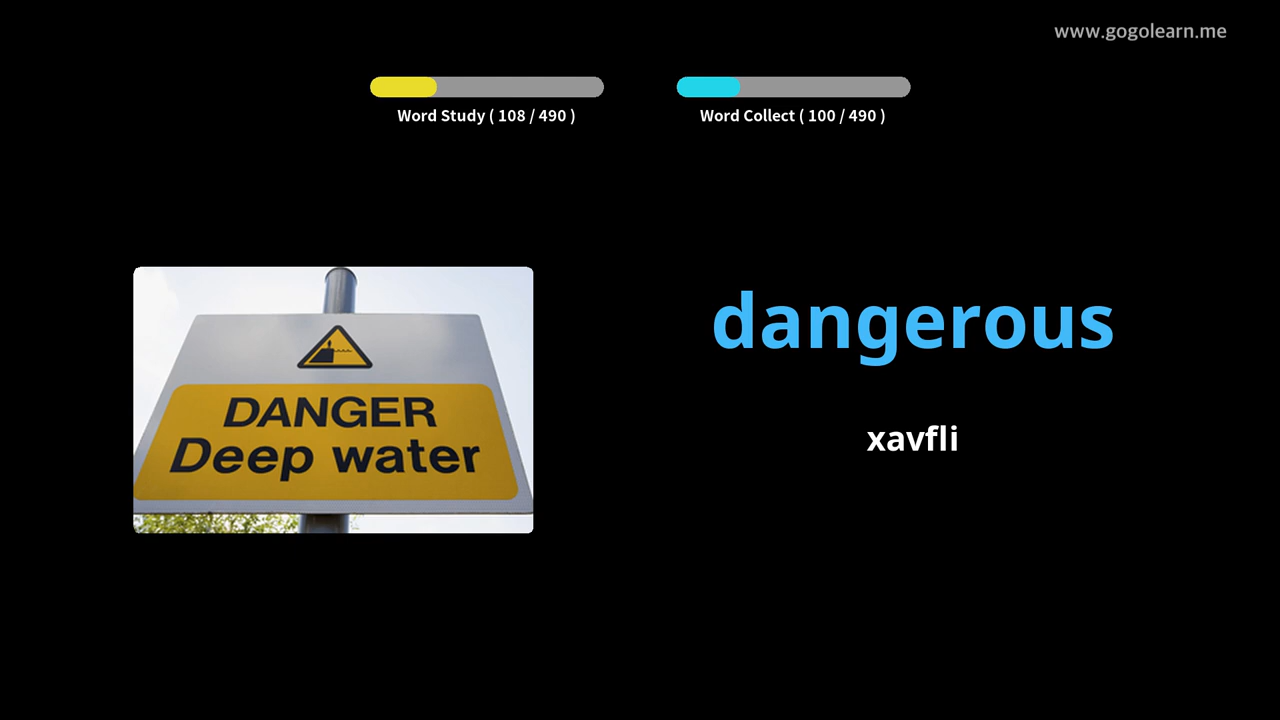 www.gogolearn.me
Word Study ( 108 / 490 )
Word Collect ( 100 / 490 )
DANGER
Deep water
dangerous
xavfli